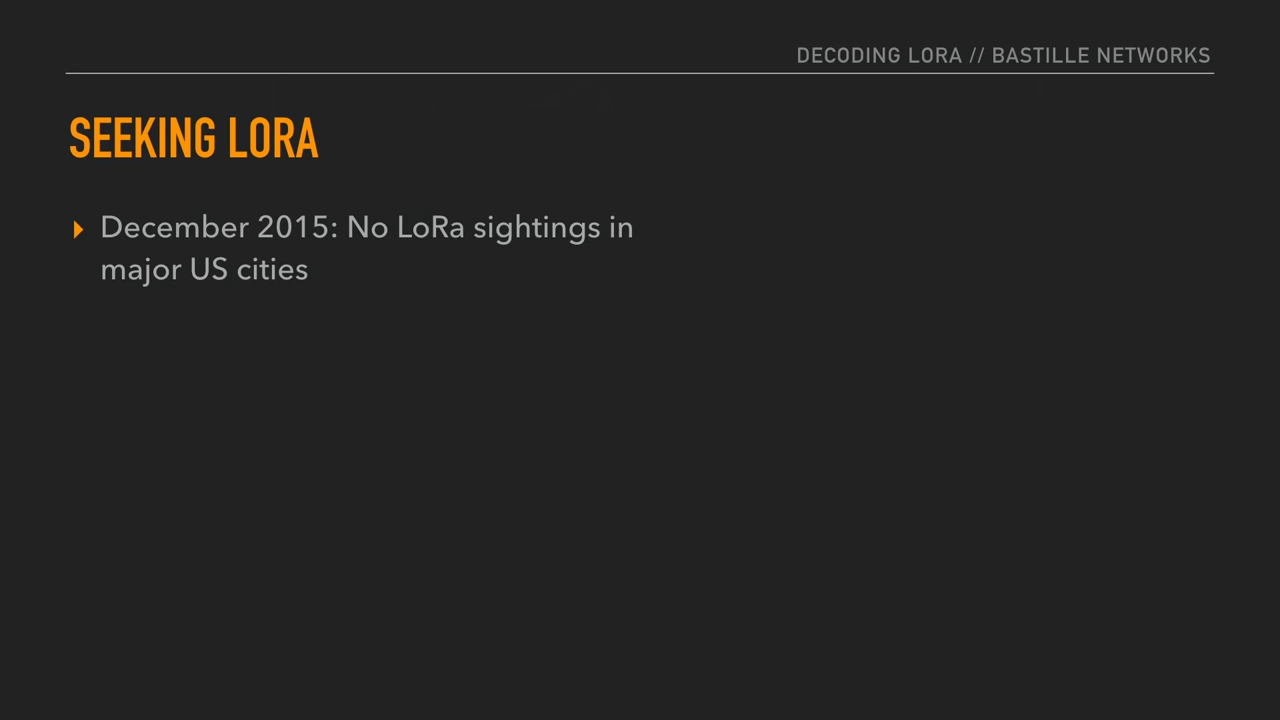 DECODING LORA // BASTILLE NETWORKS
SEEKING LORA
December 2015: No LoRa sightings in
major US cities